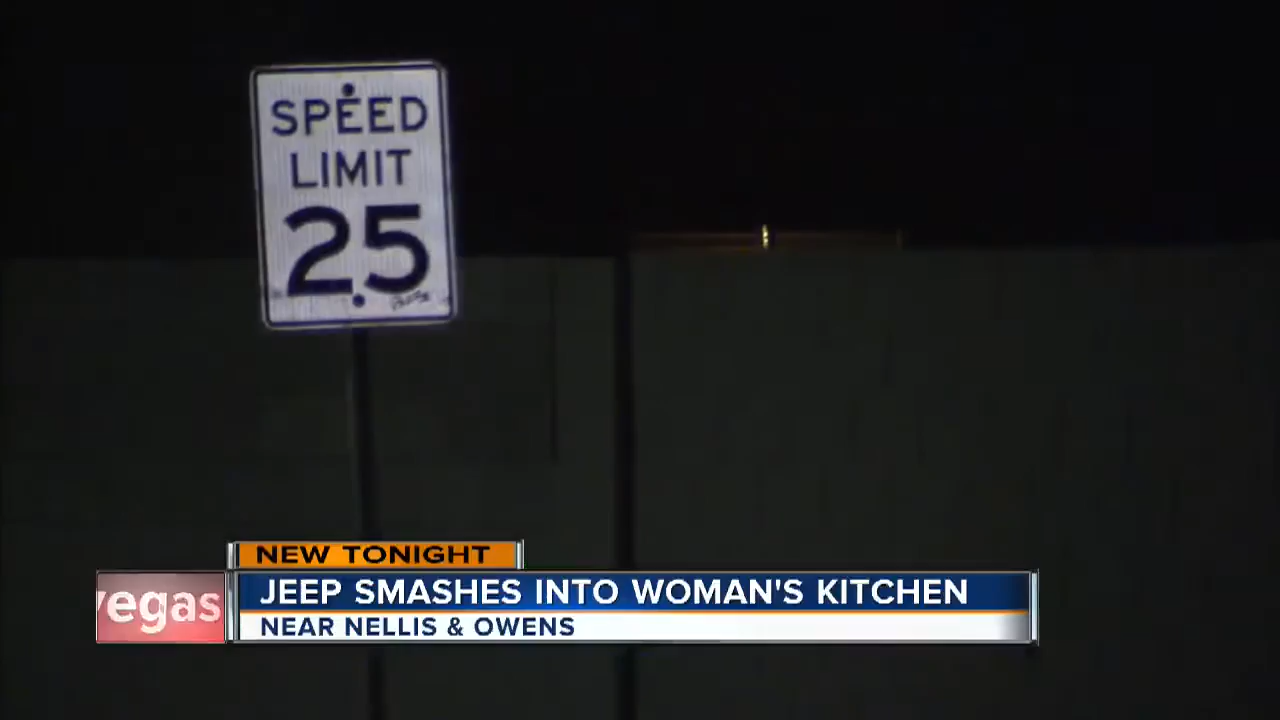 SPEED
LIMIT
25
NEW TONIGHT
JEEP SMASHES INTO WOMAN'S KITCHEN
vegas
NEAR NELLIS & OWENS